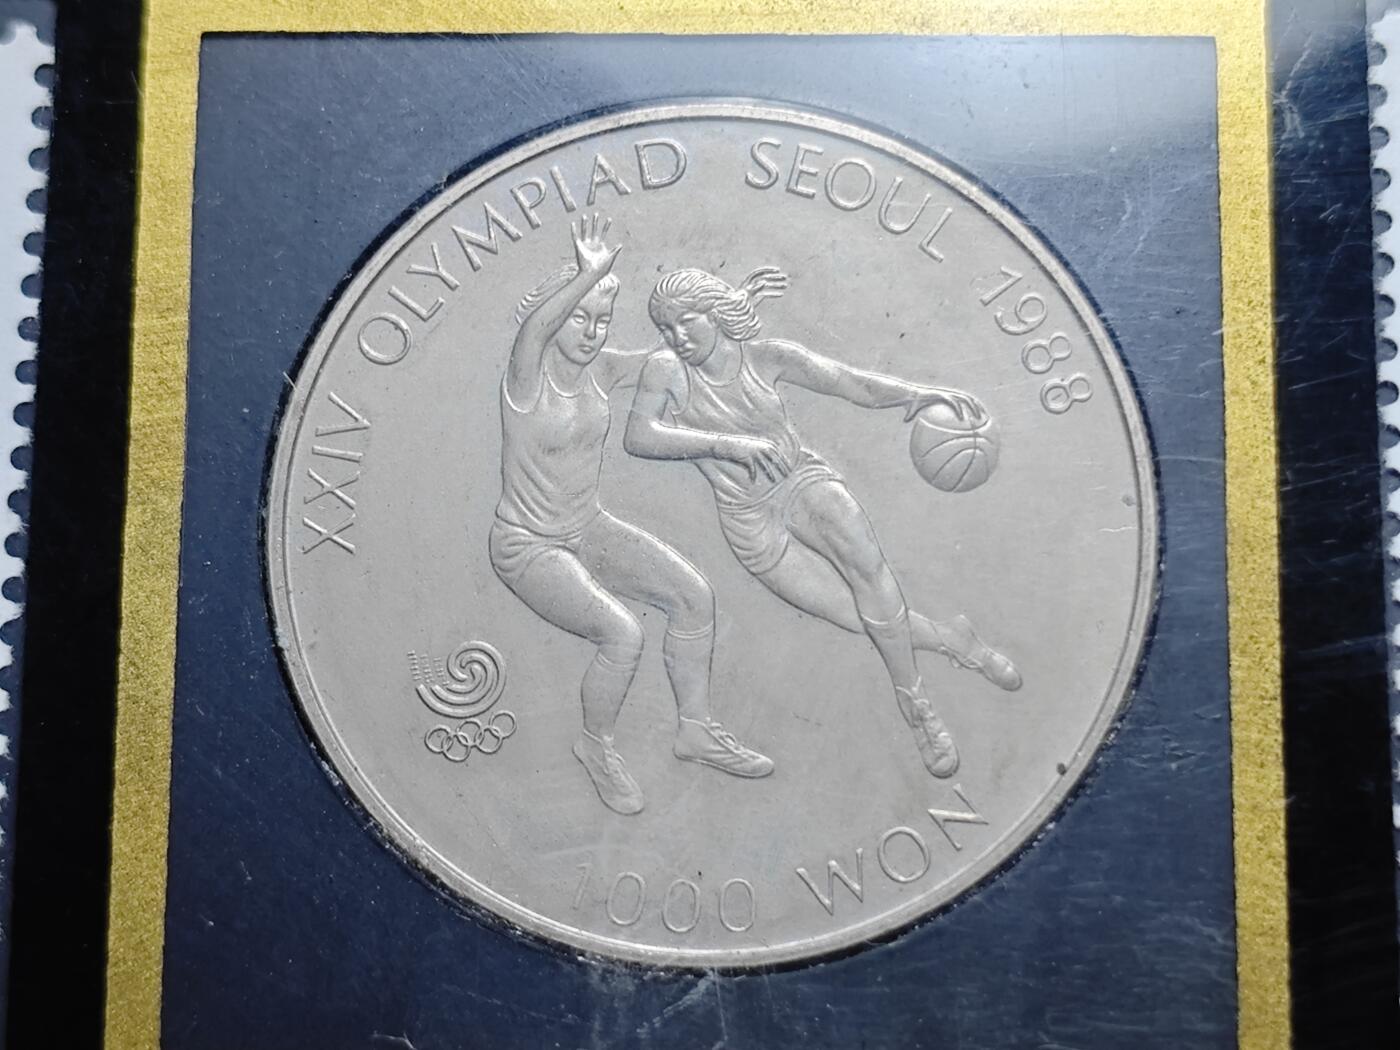 XXIV OLYMPIAD SEOUL 1988
1000 WON